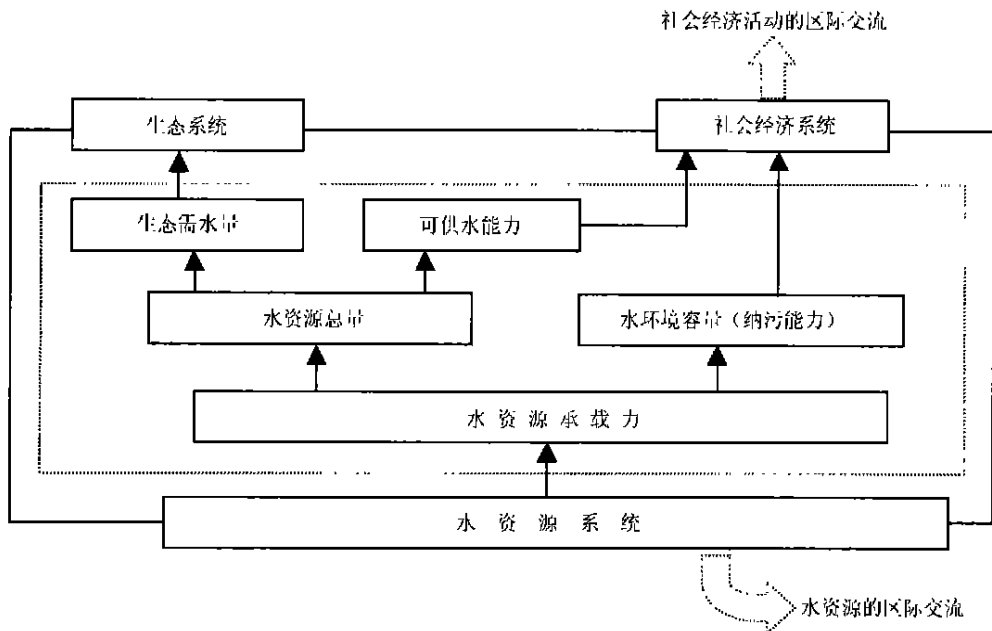 社会经济活动的区际交流
生态系统
社会经济系统
生态需水量
可供水能力
水资源总量
水环境容量（纳污能力）
水资源承载力
水资源系统
水资源的区际交流